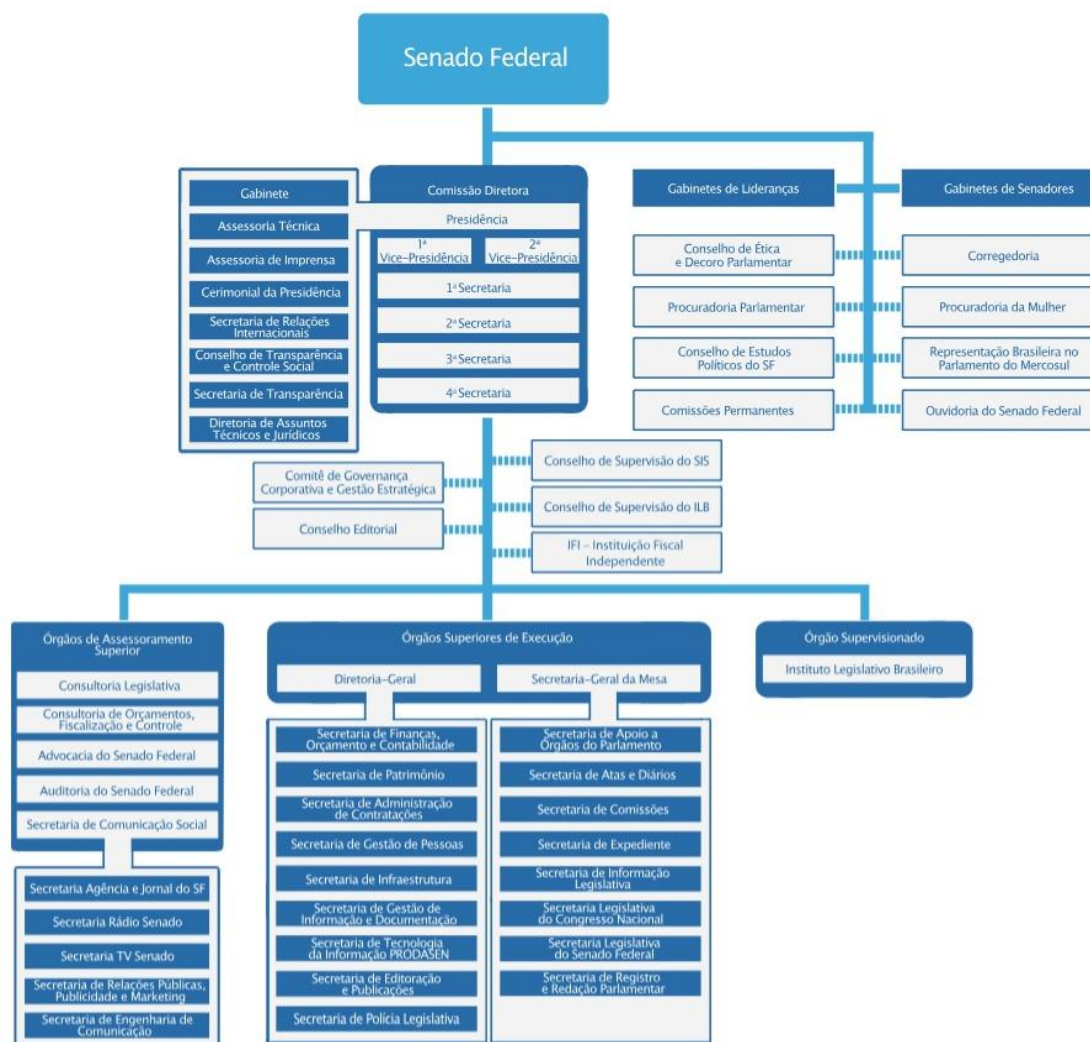 Senado Federal
Gabinete
Assessoria Técnica
Assessoria de Imprensa
Cerimonial da Presidência
Secretaria de Relações
Internacionais
Conselho de Transparência
e Controle Social
Secretaria de Transparência
Diretoria de Assuntos
Técnicos e Jurídicos
Comissão Diretora
Presidência
1ª
Vice-Presidência
2ª
Vice-Presidência
1ª Secretaria
2ª Secretaria
3ª Secretaria
4ª Secretaria
Gabinetes de Lideranças
Gabinetes de Senadores
Conselho de Ética
e Decoro Parlamentar
Corregedoria
Procuradoria Parlamentar
Procuradoria da Mulher
Conselho de Estudos
Políticos do SF
Representação Brasileira no
Parlamento do Mercosul
Comissões Permanentes
Ouvidoria do Senado Federal
Comitê de Governança
Corporativa e Gestão Estratégica
Conselho Editorial
Conselho de Supervisão do SIS
Conselho de Supervisão do ILB
IFI – Instituição Fiscal
Independente
Órgãos de Assessoramento
Superior
Consultoria Legislativa
Consultoria de Orçamentos,
Fiscalização e Controle
Advocacia do Senado Federal
Auditoria do Senado Federal
Secretaria de Comunicação Social
Secretaria Agência e Jornal do SF
Secretaria Rádio Senado
Secretaria TV Senado
Secretaria de Relações Públicas,
Publicidade e Marketing
Secretaria de Engenharia de
Comunicação
Órgãos Superiores de Execução
Diretoria-Geral
Secretaria de Finanças,
Orçamento e Contabilidade
Secretaria de Patrimônio
Secretaria de Administração
de Contratações
Secretaria de Gestão de Pessoas
Secretaria de Infraestrutura
Secretaria de Gestão de
Informação e Documentação
Secretaria de Tecnologia
da Informação PRODASEN
Secretaria de Editoração
e Publicações
Secretaria de Polícia Legislativa
Secretaria-Geral da Mesa
Secretaria de Apoio a
Órgãos do Parlamento
Secretaria de Atas e Diários
Secretaria de Comissões
Secretaria de Expediente
Secretaria de Informação
Legislativa
Secretaria Legislativa
do Congresso Nacional
Secretaria Legislativa
do Senado Federal
Secretaria de Registro
e Redação Parlamentar
Órgão Supervisionado
Instituto Legislativo Brasileiro